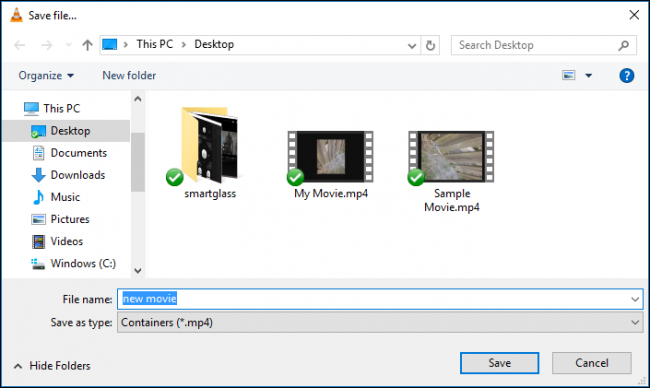 Save file...
This PC
Desktop
Search Desktop
Organize
New folder
This PC
Desktop
Documents
Downloads
Music
Pictures
Videos
Windows (C:)
smartglass
My Movie.mp4
Sample
Movie.mp4
File name:
new movie
Save as type:
Containers (*.mp4)
Hide Folders
Save
Cancel